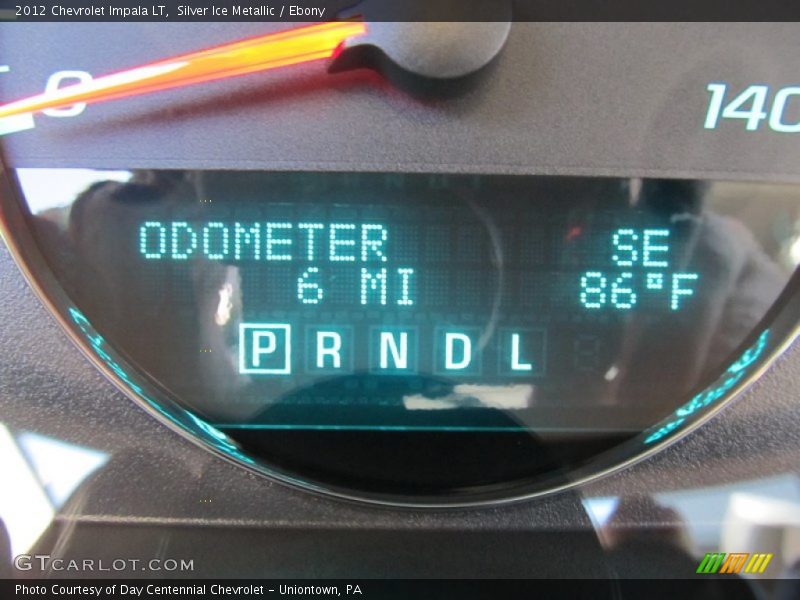 2012 Chevrolet Impala LT,  Silver Ice Metallic / Ebony
0
140
ODOMETER SE
6 MI 86°F
P R N D L
GTCARLOT.COM
Photo Courtesy of Day Centennial Chevrolet - Uniontown, PA